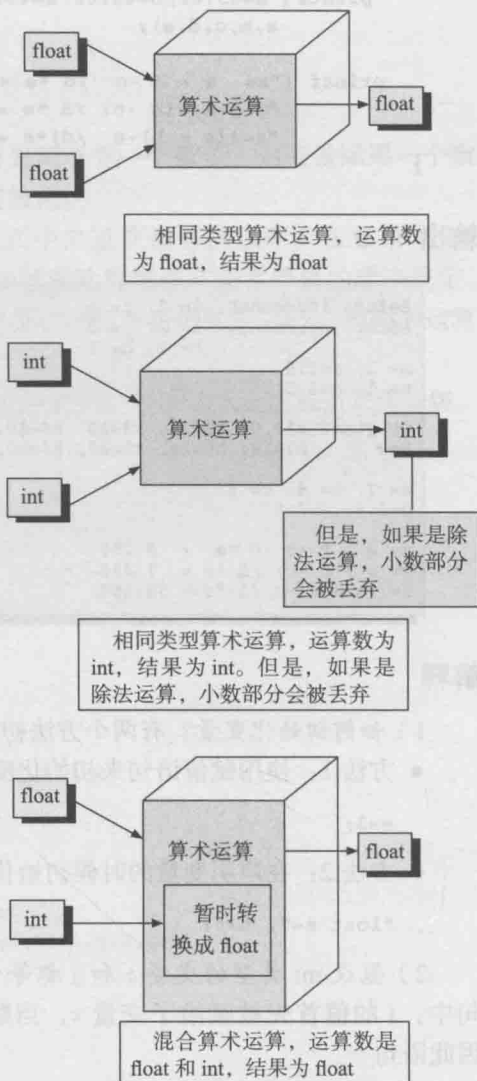 float
算术运算
float
float
相同类型算术运算，运算数
为 float，结果为 float
int
算术运算
int
int
但是，如果是除
法运算，小数部分
会被丢弃
相同类型算术运算，运算数为
int，结果为 int。但是，如果是
除法运算，小数部分会被丢弃
float
算术运算
float
int
暂时转
换成 float
混合算术运算，运算数是
float 和 int，结果为 float